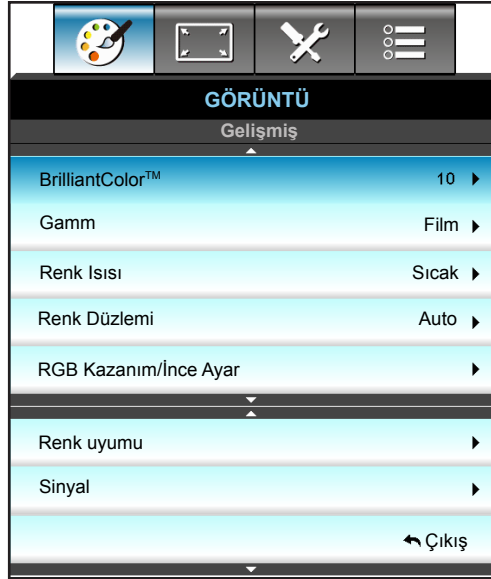 GÖRÜNTÜ
Gelişmiş
BrilliantColor™ 10
Gamm Film
Renk Isısı Sıcak
Renk Düzlemi Auto
RGB Kazanım/İnce Ayar
Renk uyumu
Sinyal
Çıkış